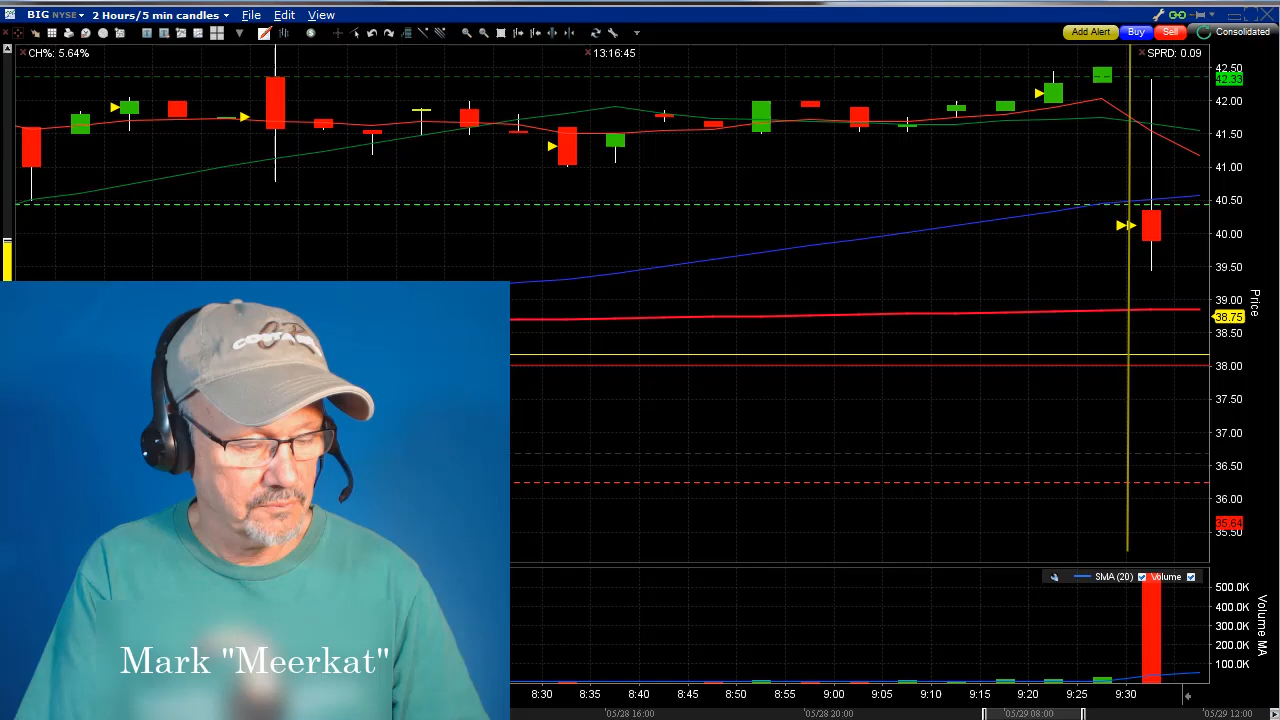 BIG NYSE 2 Hours/5 min candles File Edit View
Add Alert Buy Sell Consolidated
CH%: 5.64% 13:16:45 SPRD: 0.09
42.50
42.33
42.00
41.50
41.00
40.50
40.00
39.50
39.00
38.75
38.50
38.00
37.00
36.50
36.00
35.64
35.50
Price
SMA (20) Volume
500.0K
400.0K
300.0K
200.0K
100.0K
Volume MA
Mark "Meerkat"
8:30 8:35 8:40 8:45 8:50 8:55 9:00 9:05 9:10 9:15 9:20 9:25 9:30
05/28 16:00 05/28 20:00 05/29 08:00 05/29 12:00